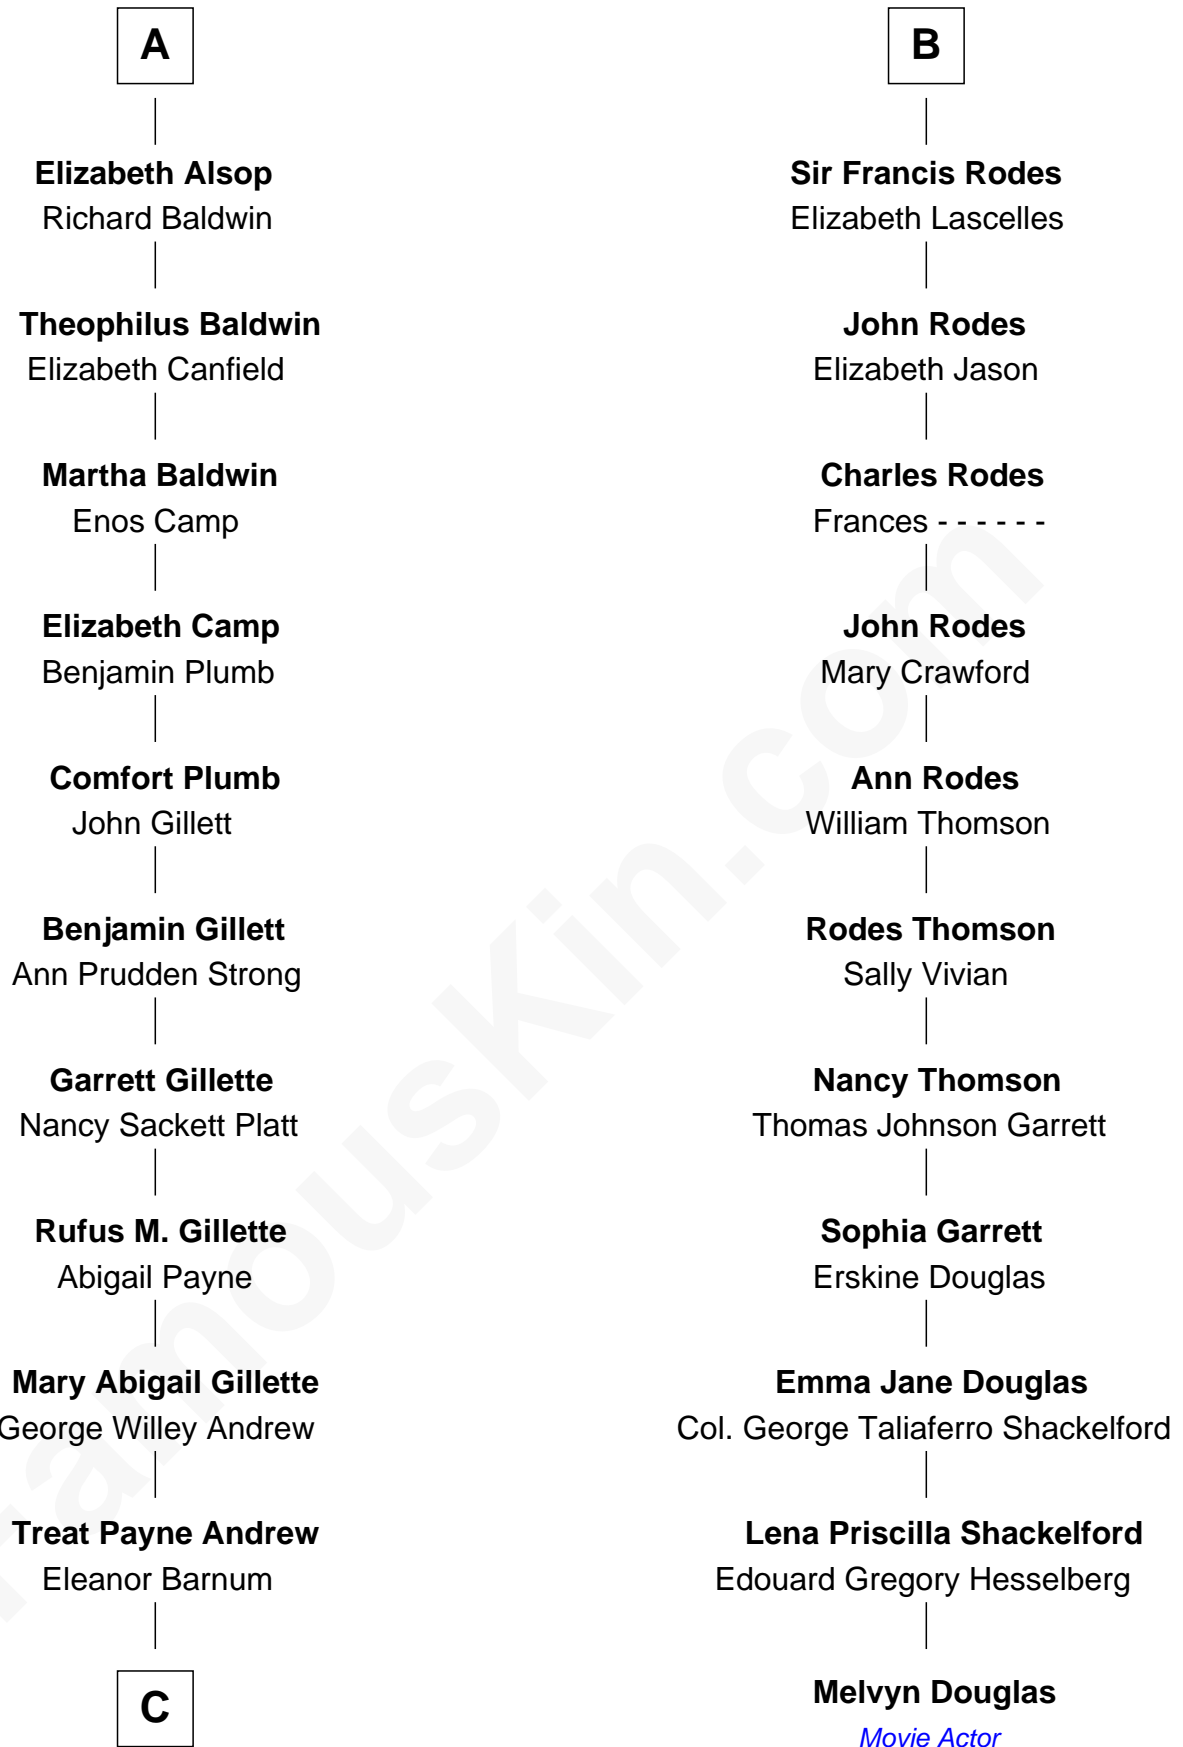 A
Elizabeth Alsop
Richard Baldwin
Theophilus Baldwin
Elizabeth Canfield
Martha Baldwin
Enos Camp
Elizabeth Camp
Benjamin Plumb
Comfort Plumb
John Gillett
Benjamin Gillett
Ann Prudden Strong
Garrett Gillette
Nancy Sackett Platt
Rufus M. Gillette
Abigail Payne
Mary Abigail Gillette
George Willey Andrew
Treat Payne Andrew
Eleanor Barnum
C
B
Sir Francis Rodes
Elizabeth Lascelles
John Rodes
Elizabeth Jason
Charles Rodes
Frances - - - - - -
John Rodes
Mary Crawford
Ann Rodes
William Thomson
Rodes Thomson
Sally Vivian
Nancy Thomson
Thomas Johnson Garrett
Sophia Garrett
Erskine Douglas
Emma Jane Douglas
Col. George Taliaferro Shackelford
Lena Priscilla Shackelford
Edouard Gregory Hesselberg
Melvyn Douglas
Movie Actor
FamousKin.com